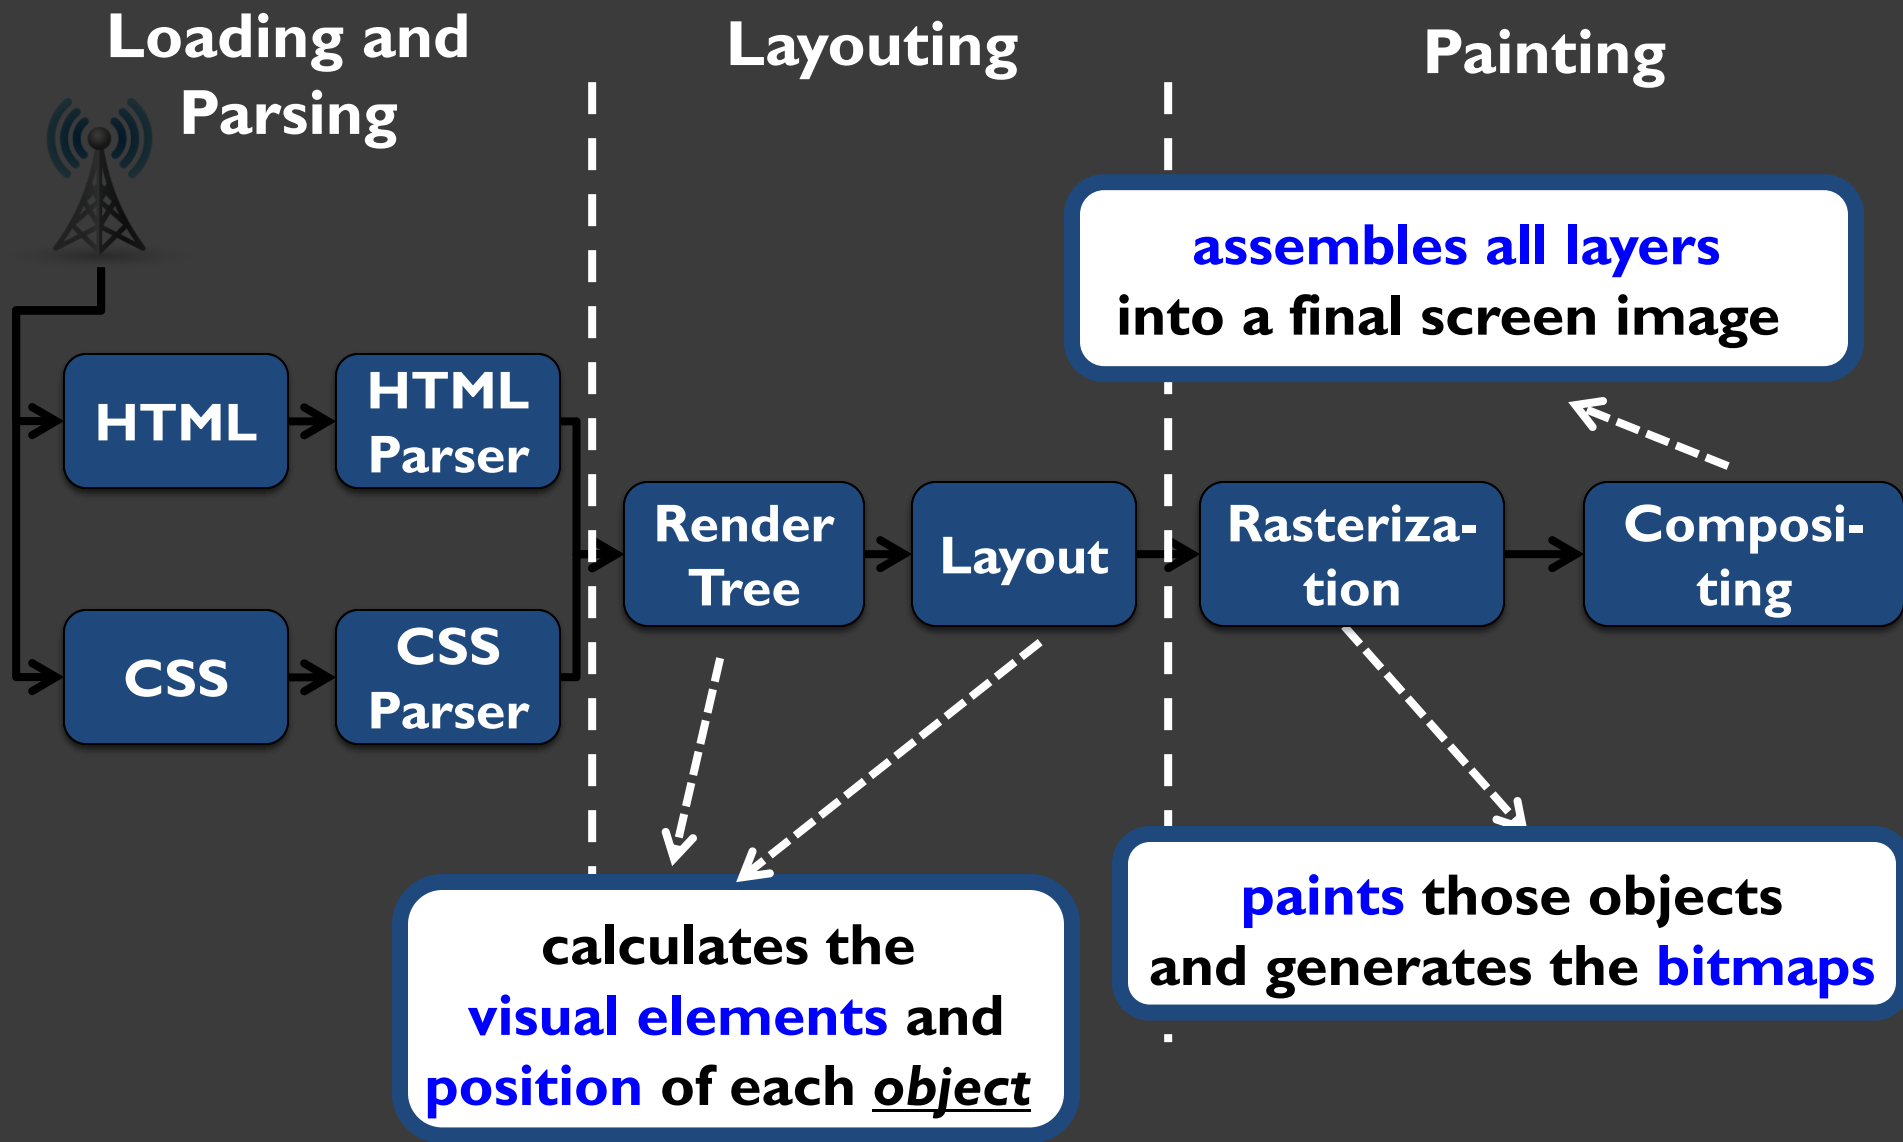 Loading and
Parsing
Layouting
Painting
assembles all layers
into a final screen image
HTML
HTML
Parser
CSS
CSS
Parser
Render
Tree
Layout
Rasteriza-
tion
Composi-
ting
calculates the
visual elements and
position of each object
paints those objects
and generates the bitmaps